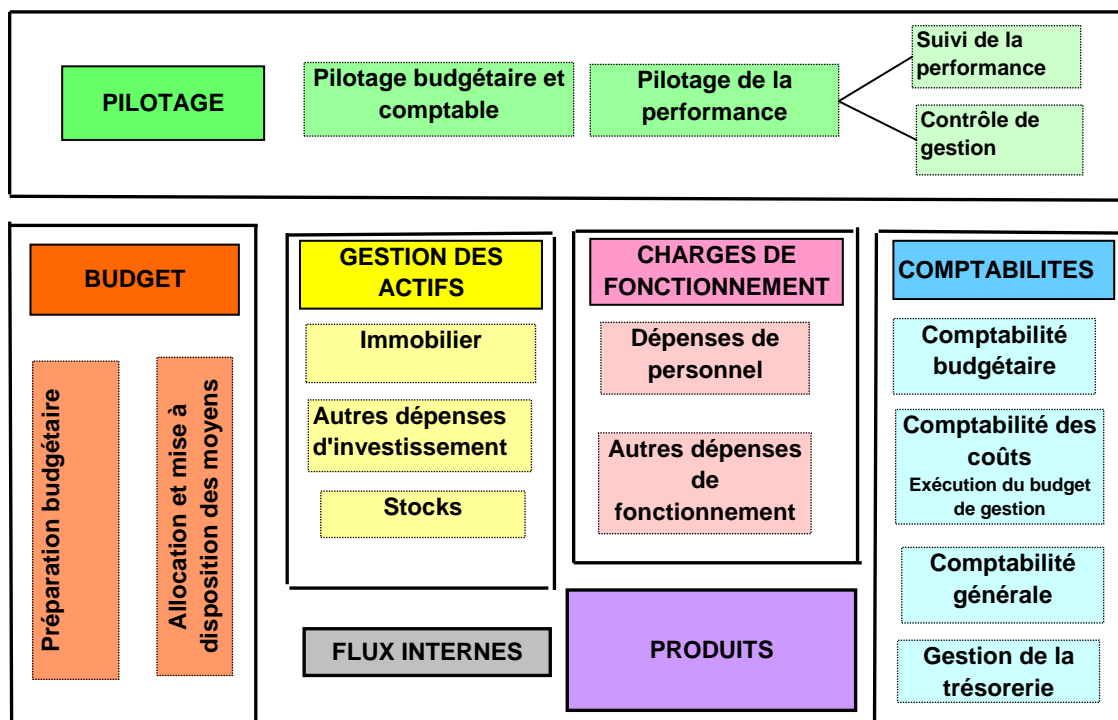 PILOTAGE
Pilotage budgétaire et
comptable
Pilotage de la
performance
Suivi de la
performance
Contrôle de
gestion
BUDGET
Préparation budgétaire
Allocation et mise à
disposition des moyens
GESTION DES
ACTIFS
Immobilier
Autres dépenses
d'investissement
Stocks
FLUX INTERNES
CHARGES DE
FONCTIONNEMENT
Dépenses de
personnel
Autres dépenses
de
fonctionnement
PRODUITS
COMPTABILITES
Comptabilité
budgétaire
Comptabilité des
coûts
Exécution du budget
de gestion
Comptabilité
générale
Gestion de la
trésorerie